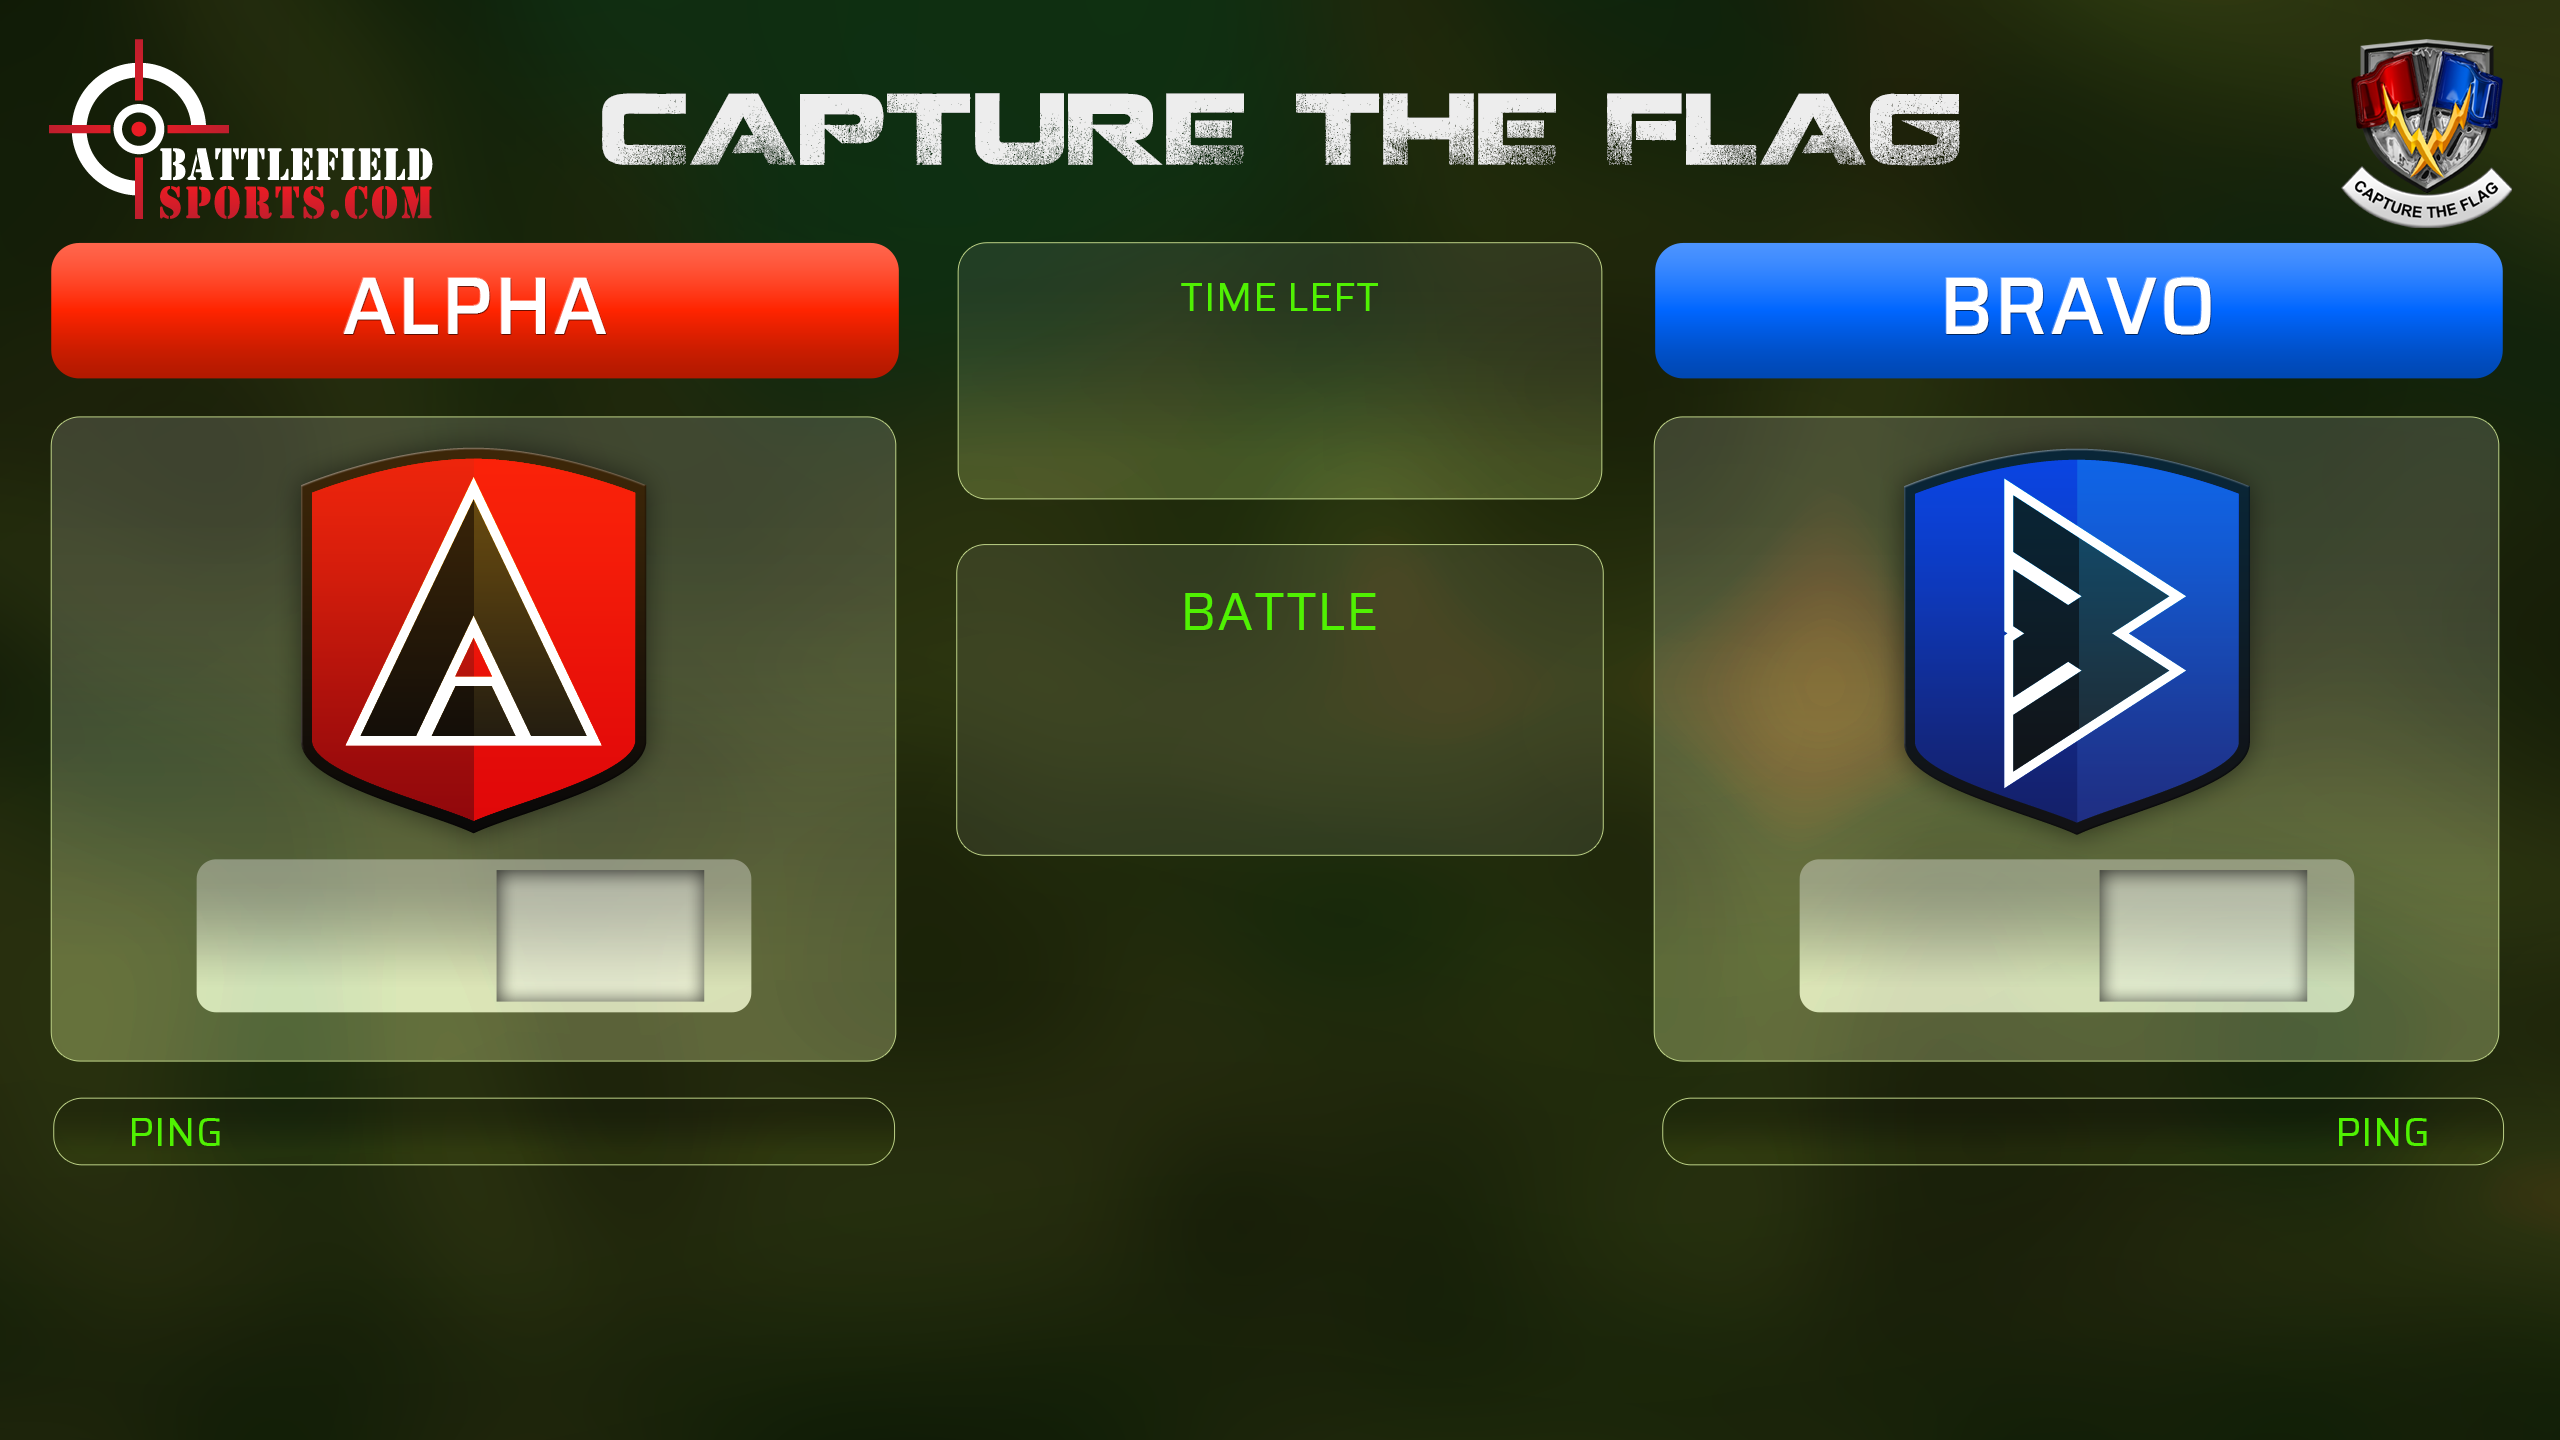 BATTLEFIELD
SPORTS.COM
CAPTURE THE FLAG
CAPTURE THE FLAG
ALPHA
TIME LEFT
BRAVO
BATTLE
PING
PING